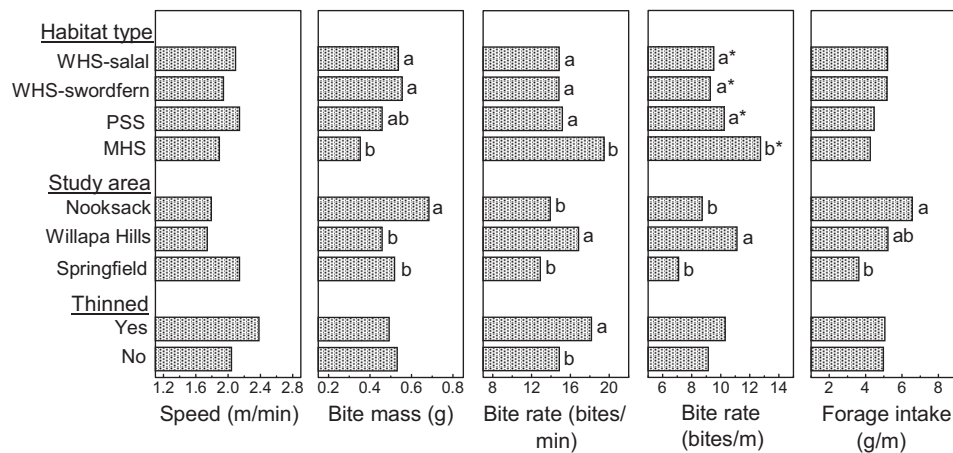 Habitat type
WHS-salal a a a*
WHS-swordfern a a a*
PSS ab a a*
MHS b b b*
Study area
Nooksack a b b a
Willapa Hills b a a ab
Springfield b b b b
Thinned
Yes a
No b
1.2 2.0 2.4 2.8 0.2 0.4 0.6 0.8 8 12 16 20 6 8 10 12 14 2 4 6 8
Speed (m/min) Bite mass (g) Bite rate (bites/ Bite rate Forage intake
min) (bites/m) (g/m)